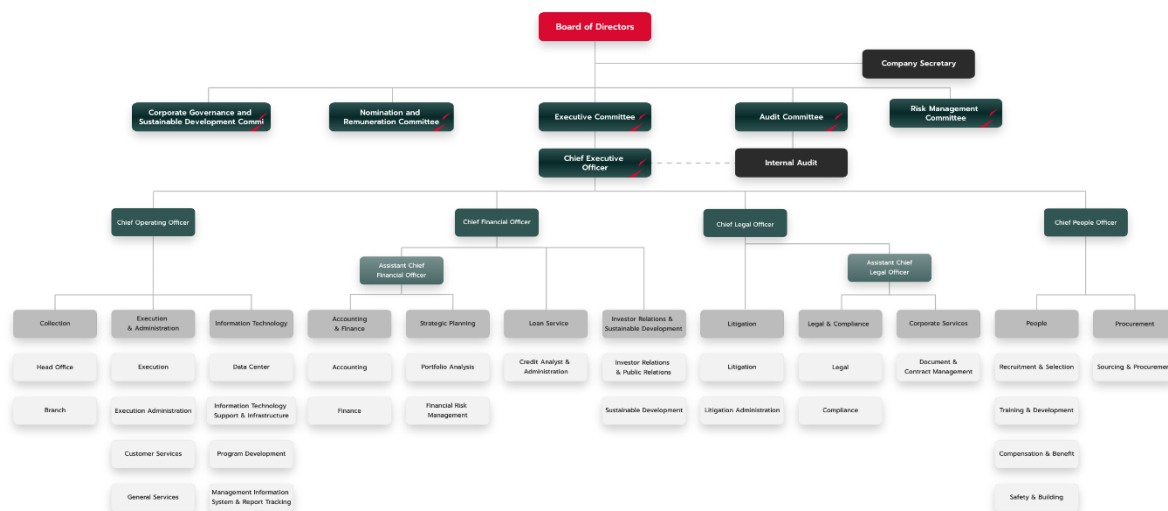 Board of Directors
Company Secretary
Corporate Governance and
Sustainable Development Commi
Nomination and
Remuneration Committee
Executive Committee
Audit Committee
Risk Management
Committee
Chief Executive
Officer
Internal Audit
Chief Operating Officer
Chief Financial Officer
Chief Legal Officer
Chief People Officer
Assistant Chief
Financial Officer
Assistant Chief
Legal Officer
Collection
Execution
& Administration
Information Technology
Accounting
& Finance
Strategic Planning
Loan Service
Investor Relations &
Sustainable Development
Litigation
Legal & Compliance
Corporate Services
People
Procurement
Head Office
Execution
Data Center
Accounting
Portfolio Analysis
Credit Analyst &
Administration
Investor Relations
& Public Relations
Litigation
Legal
Document &
Contract Management
Recruitment & Selection
Sourcing & Procuremen
Branch
Execution Administration
Information Technology
Support & Infrastructure
Finance
Financial Risk
Management
Sustainable Development
Litigation Administration
Compliance
Training & Development
Customer Services
Program Development
Compensation & Benefit
General Services
Management Information
System & Report Tracking
Safety & Building